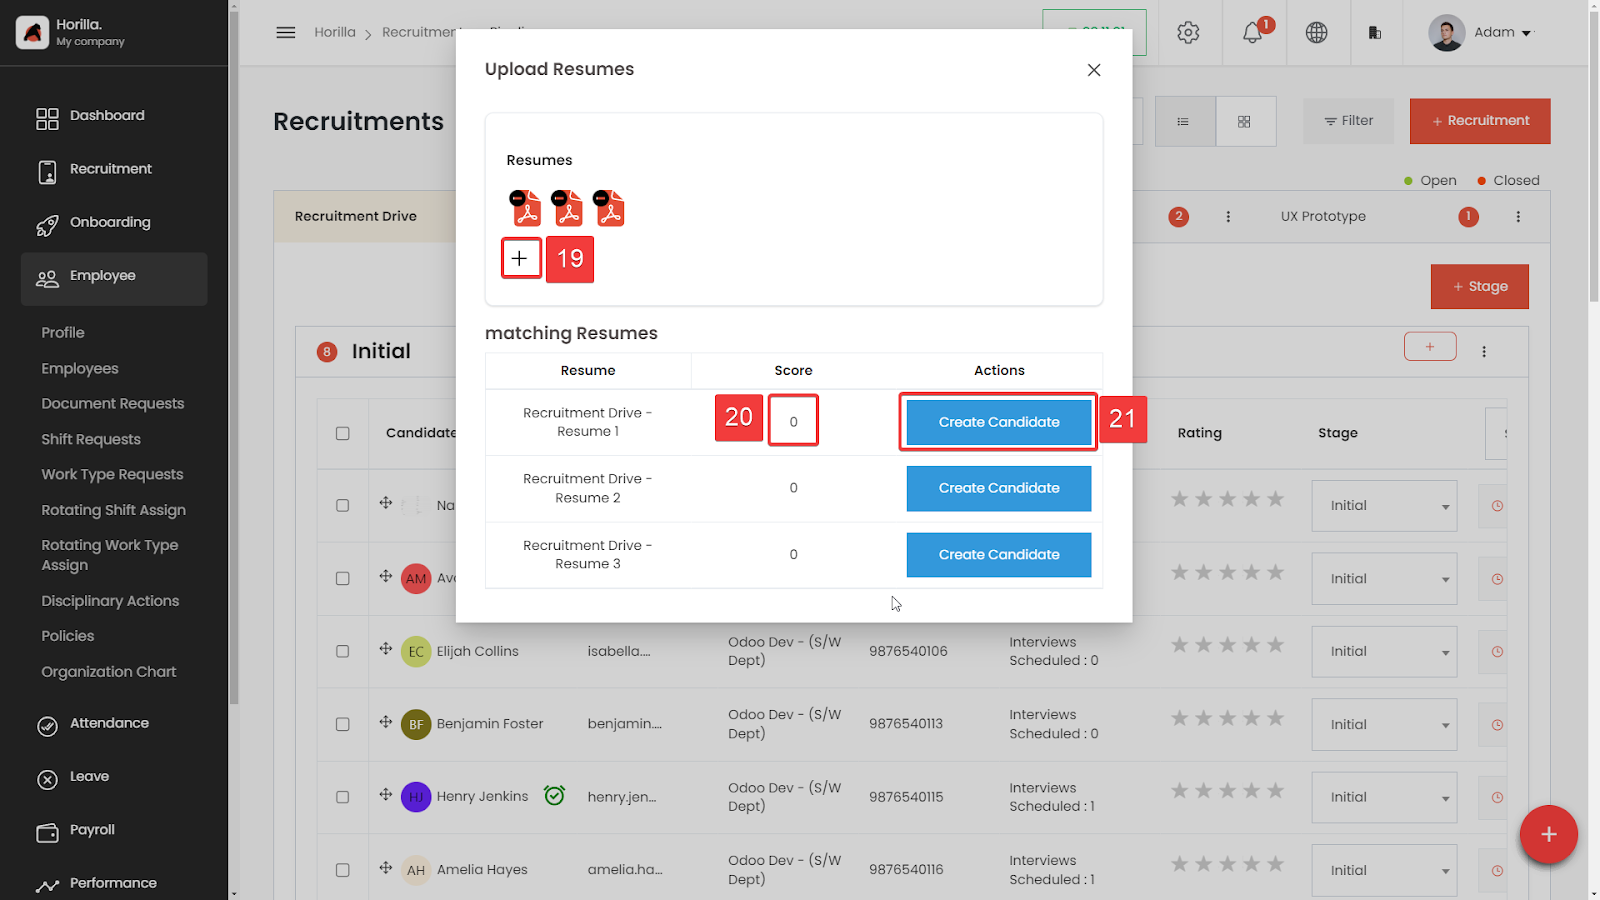 Horilla.
My company
Dashboard
Recruitment
Onboarding
Employee
Profile
Employees
Document Requests
Shift Requests
Work Type Requests
Rotating Shift Assign
Rotating Work Type
Assign
Disciplinary Actions
Policies
Organization Chart
Attendance
Leave
Payroll
Performance
Horilla
1
Adam
Recruitments
Filter
+ Recruitment
Open
Closed
Recruitment Drive
2
UX Prototype
1
+ Stage
8
Initial
+
Candidate
Rating
Stage
Na
Initial
AM
Initial
EC
Elijah Collins
isabella....
Odoo Dev - (S/W
Dept)
9876540106
Interviews
Scheduled : 0
Initial
BF
Benjamin Foster
benjamin....
Odoo Dev - (S/W
Dept)
9876540113
Interviews
Scheduled : 0
Initial
HJ
Henry Jenkins
henry.jen...
Odoo Dev - (S/W
Dept)
9876540115
Interviews
Scheduled : 1
Initial
AH
Amelia Hayes
amelia.ha...
Odoo Dev - (S/W
Dept)
9876540116
Interviews
Scheduled : 1
Initial
+
Upload Resumes
Resumes
+
19
matching Resumes
Resume
Score
Actions
Recruitment Drive -
Resume 1
20
0
Create Candidate
21
Recruitment Drive -
Resume 2
0
Create Candidate
Recruitment Drive -
Resume 3
0
Create Candidate